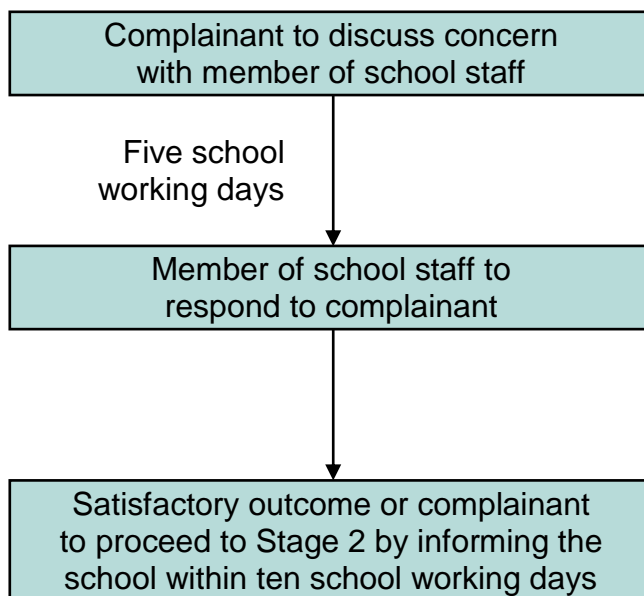 Complainant to discuss concern
with member of school staff
Five school
working days
Member of school staff to
respond to complainant
Satisfactory outcome or complainant
to proceed to Stage 2 by informing the
school within ten school working days